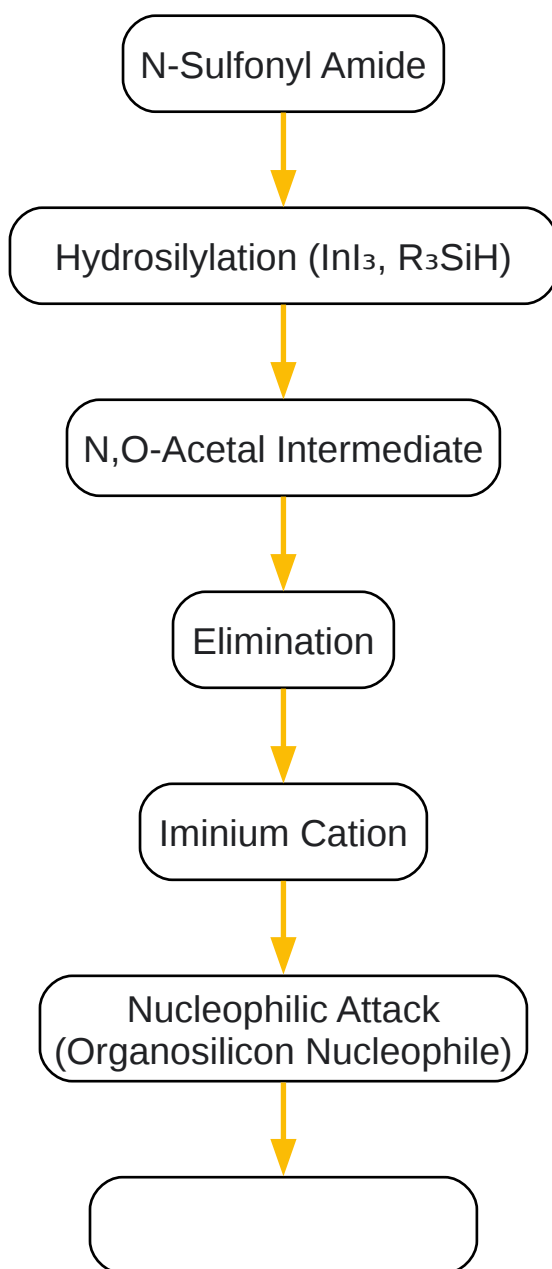 N-Sulfonyl Amide
Hydrosilylation (InI₃, R₃SiH)
N,O-Acetal Intermediate
Elimination
Iminium Cation
Nucleophilic Attack
(Organosilicon Nucleophile)